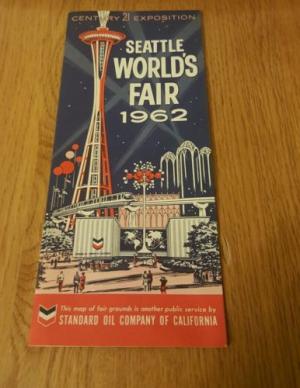 CENTURY 21 EXPOSITION
SEATTLE
WORLD'S
FAIR
1962
This map of fair grounds is another public service by
STANDARD OIL COMPANY OF CALIFORNIA